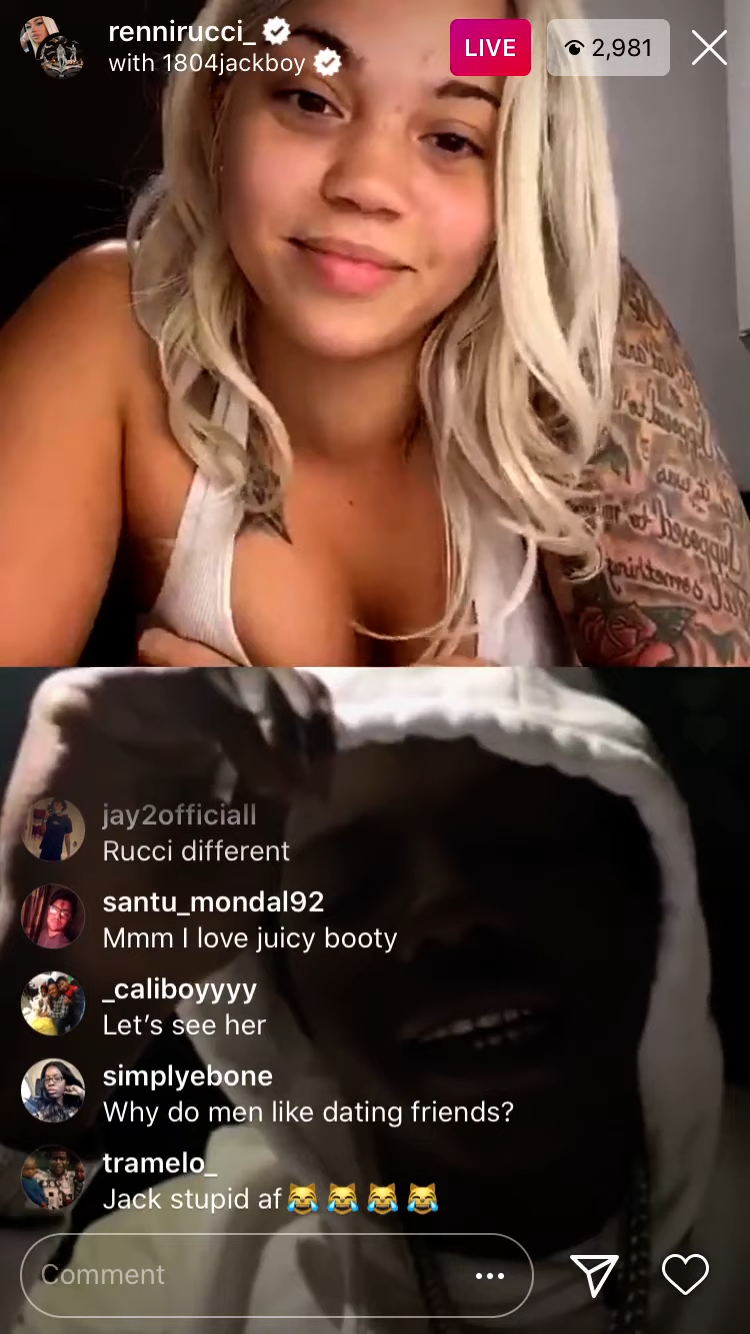 rennirucci_
with 1804jackboy
LIVE
2,981
jay2officiall
Rucci different
santu_mondal92
Mmm I love juicy booty
_caliboyyyy
Let’s see her
simplyebone
Why do men like dating friends?
tramelo_
Jack stupid af😹😹😹😹
Comment